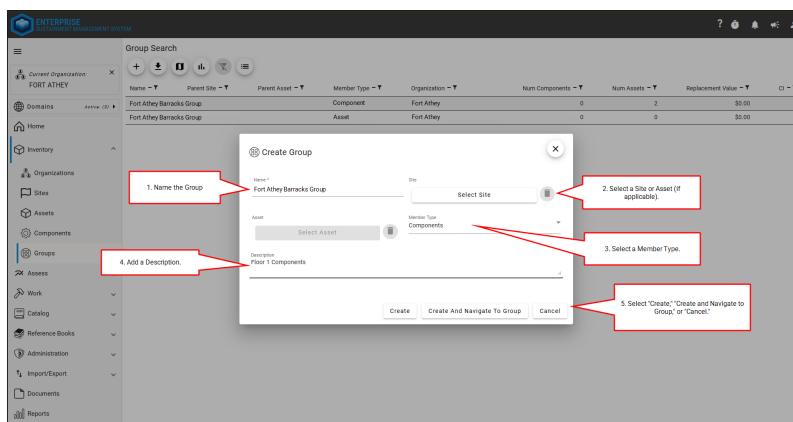 ENTERPRISE
SUSTAINMENT MANAGEMENT SYSTEM
?
Group Search
Current Organization:
FORT ATHEY
Name
Parent Site
Parent Asset
Member Type
Organization
Num Components
Num Assets
Replacement Value
CI
Fort Athey Barracks Group Component Fort Athey 0 2 $0.00
Fort Athey Barracks Group Asset Fort Athey 0 0 $0.00
Domains Active (3)
Home
Inventory
Organizations
Sites
Assets
Components
Groups
Assess
Work
Catalog
Reference Books
Administration
Import/Export
Documents
Reports
Create Group
Name *
Fort Athey Barracks Group
Site
Select Site
Asset
Select Asset
Member Type
Components
Description
Floor 1 Components
Create
Create And Navigate To Group
Cancel
1. Name the Group
2. Select a Site or Asset (if
applicable).
3. Select a Member Type.
4. Add a Description.
5. Select "Create," "Create and Navigate to
Group," or "Cancel."